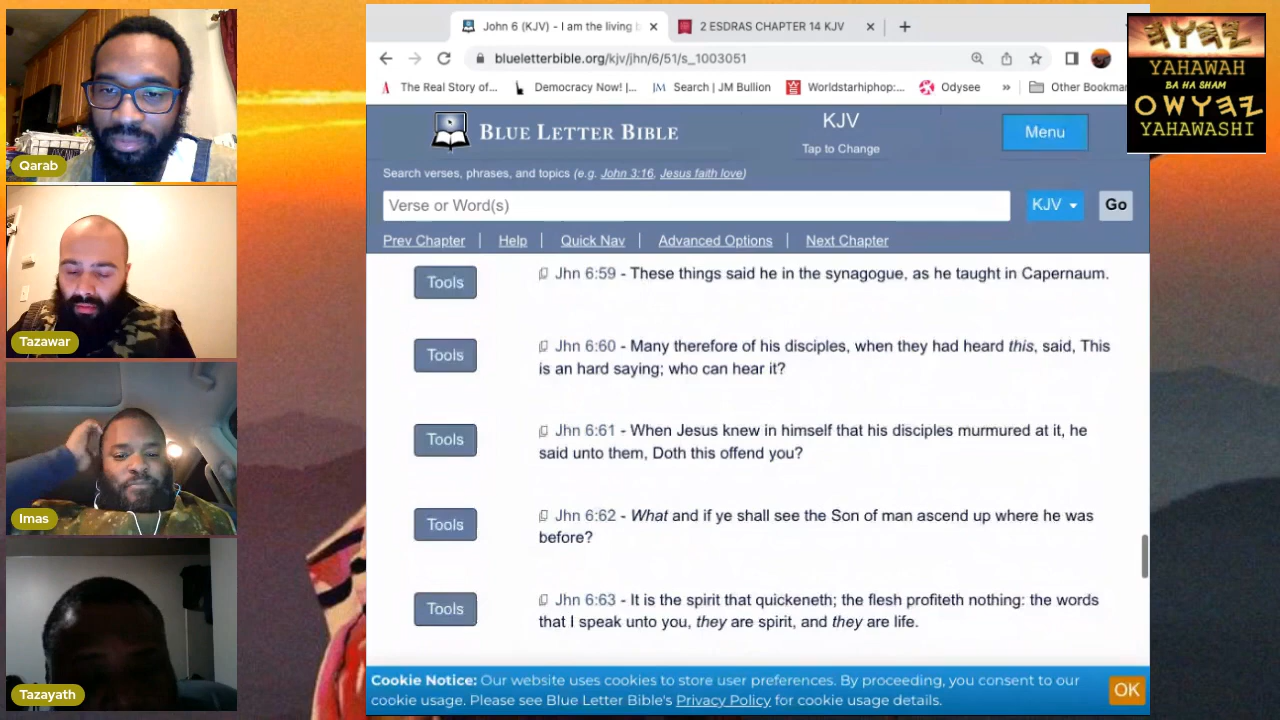 Qarab
Tazawar
Imas
Tazayath
John 6 (KJV) - I am the living b
2 ESDRAS CHAPTER 14 KJV
blueletterbible.org/kjv/jhn/6/51/s_1003051
The Real Story of...
Democracy Now! |...
Search | JM Bullion
Worldstarhiphop:...
Odysee
»
Other Bookmar
BLUE LETTER BIBLE
KJV
Tap to Change
Menu
Search verses, phrases, and topics (e.g. John 3:16, Jesus faith love)
Verse or Word(s)
KJV
Go
Prev Chapter | Help | Quick Nav | Advanced Options | Next Chapter
Tools
Jhn 6:59 - These things said he in the synagogue, as he taught in Capernaum.
Tools
Jhn 6:60 - Many therefore of his disciples, when they had heard this, said, This
is an hard saying; who can hear it?
Tools
Jhn 6:61 - When Jesus knew in himself that his disciples murmured at it, he
said unto them, Doth this offend you?
Tools
Jhn 6:62 - What and if ye shall see the Son of man ascend up where he was
before?
Tools
Jhn 6:63 - It is the spirit that quickeneth; the flesh profiteth nothing: the words
that I speak unto you, they are spirit, and they are life.
Cookie Notice: Our website uses cookies to store user preferences. By proceeding, you consent to our
cookie usage. Please see Blue Letter Bible's Privacy Policy for cookie usage details.
OK
YAHAWAH
BA HA SHAM
YAHAWASHI